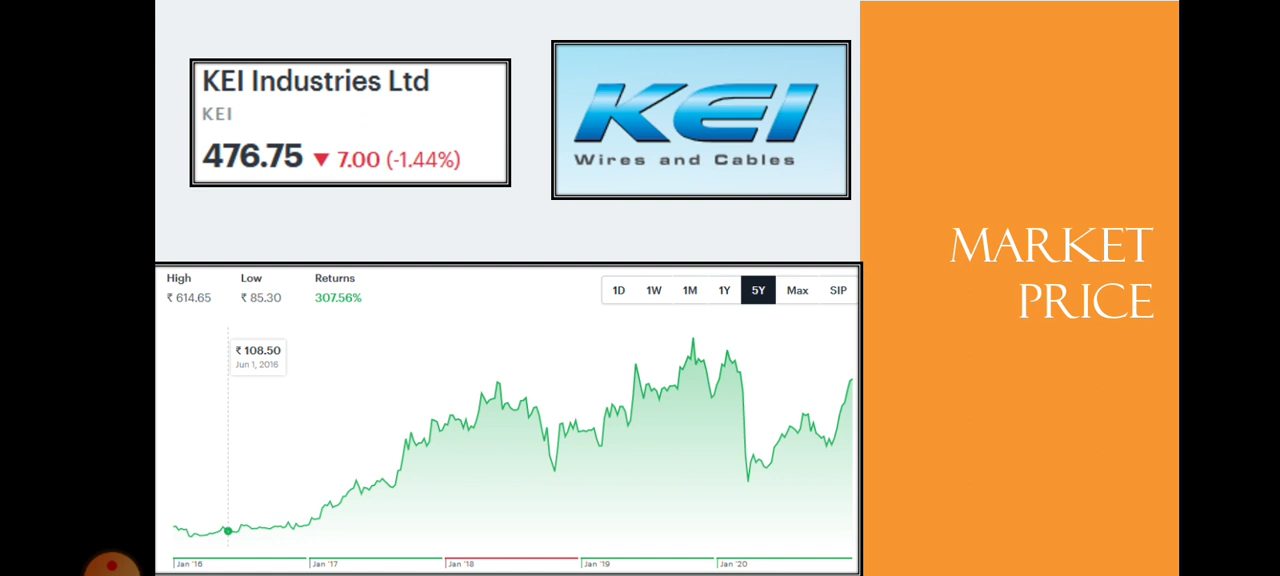 KEI Industries Ltd
KEI
476.75 ▼ 7.00 (-1.44%)
KEI
Wires and Cables
MARKET
PRICE
High Low Returns
₹ 614.65 ₹ 85.30 307.56%
1D 1W 1M 1Y 5Y Max SIP
₹ 108.50
Jun 1, 2016
Jan '16 Jan '17 Jan '18 Jan '19 Jan '20